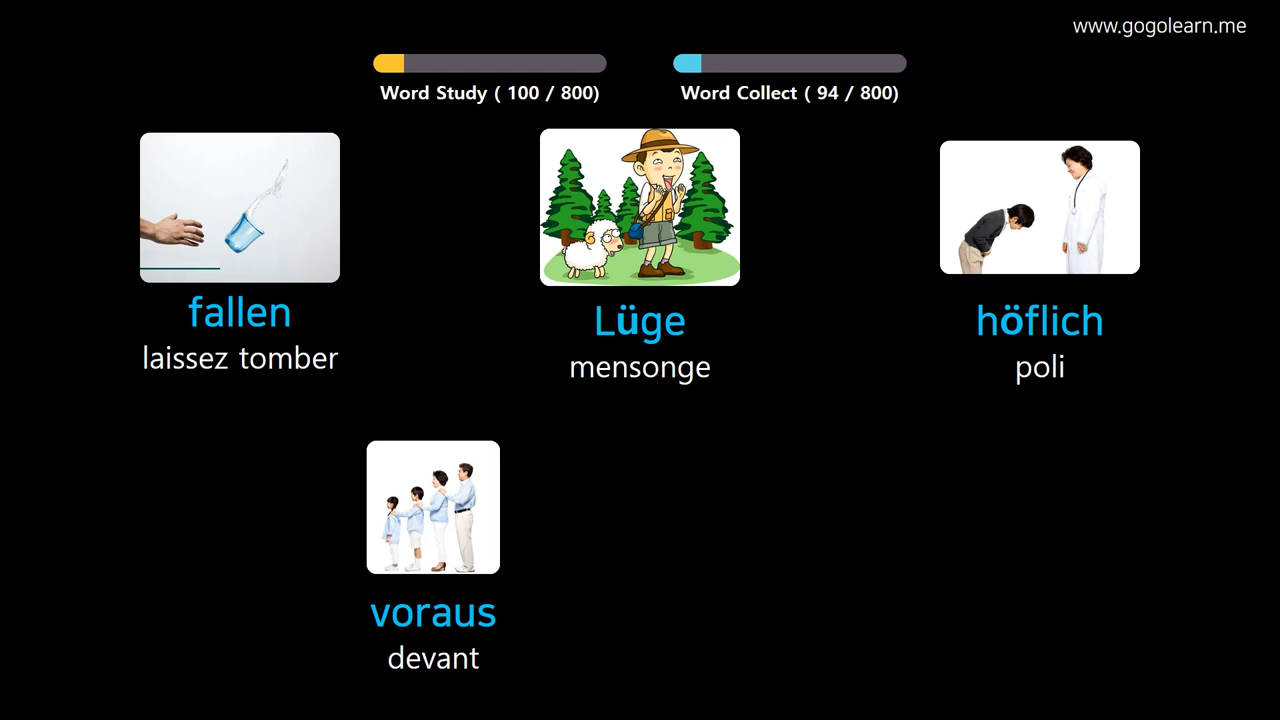 www.gogolearn.me
Word Study ( 100 / 800)
Word Collect ( 94 / 800)
fallen
laissez tomber
Lüge
mensonge
höflich
poli
voraus
devant